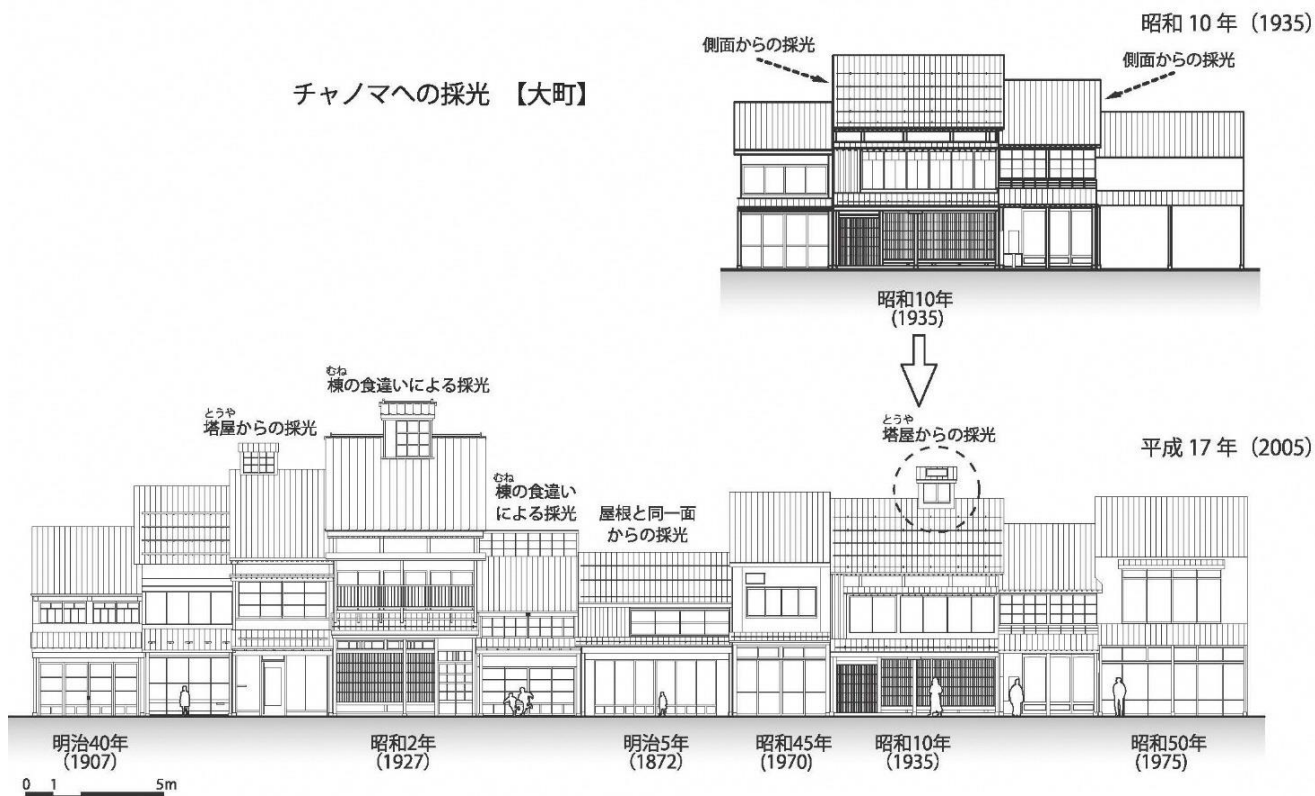 昭和 10 年（1935）
側面からの採光
側面からの採光
チャノマへの採光 【大町】
昭和10年
(1935)
むね
棟の食違いによる採光
とうや
塔屋からの採光
とうや
塔屋からの採光
平成 17 年（2005）
むね
棟の食違い
による採光
屋根と同一面
からの採光
明治40年
(1907)
昭和2年
(1927)
明治5年
(1872)
昭和45年
(1970)
昭和10年
(1935)
昭和50年
(1975)
0 1 5m